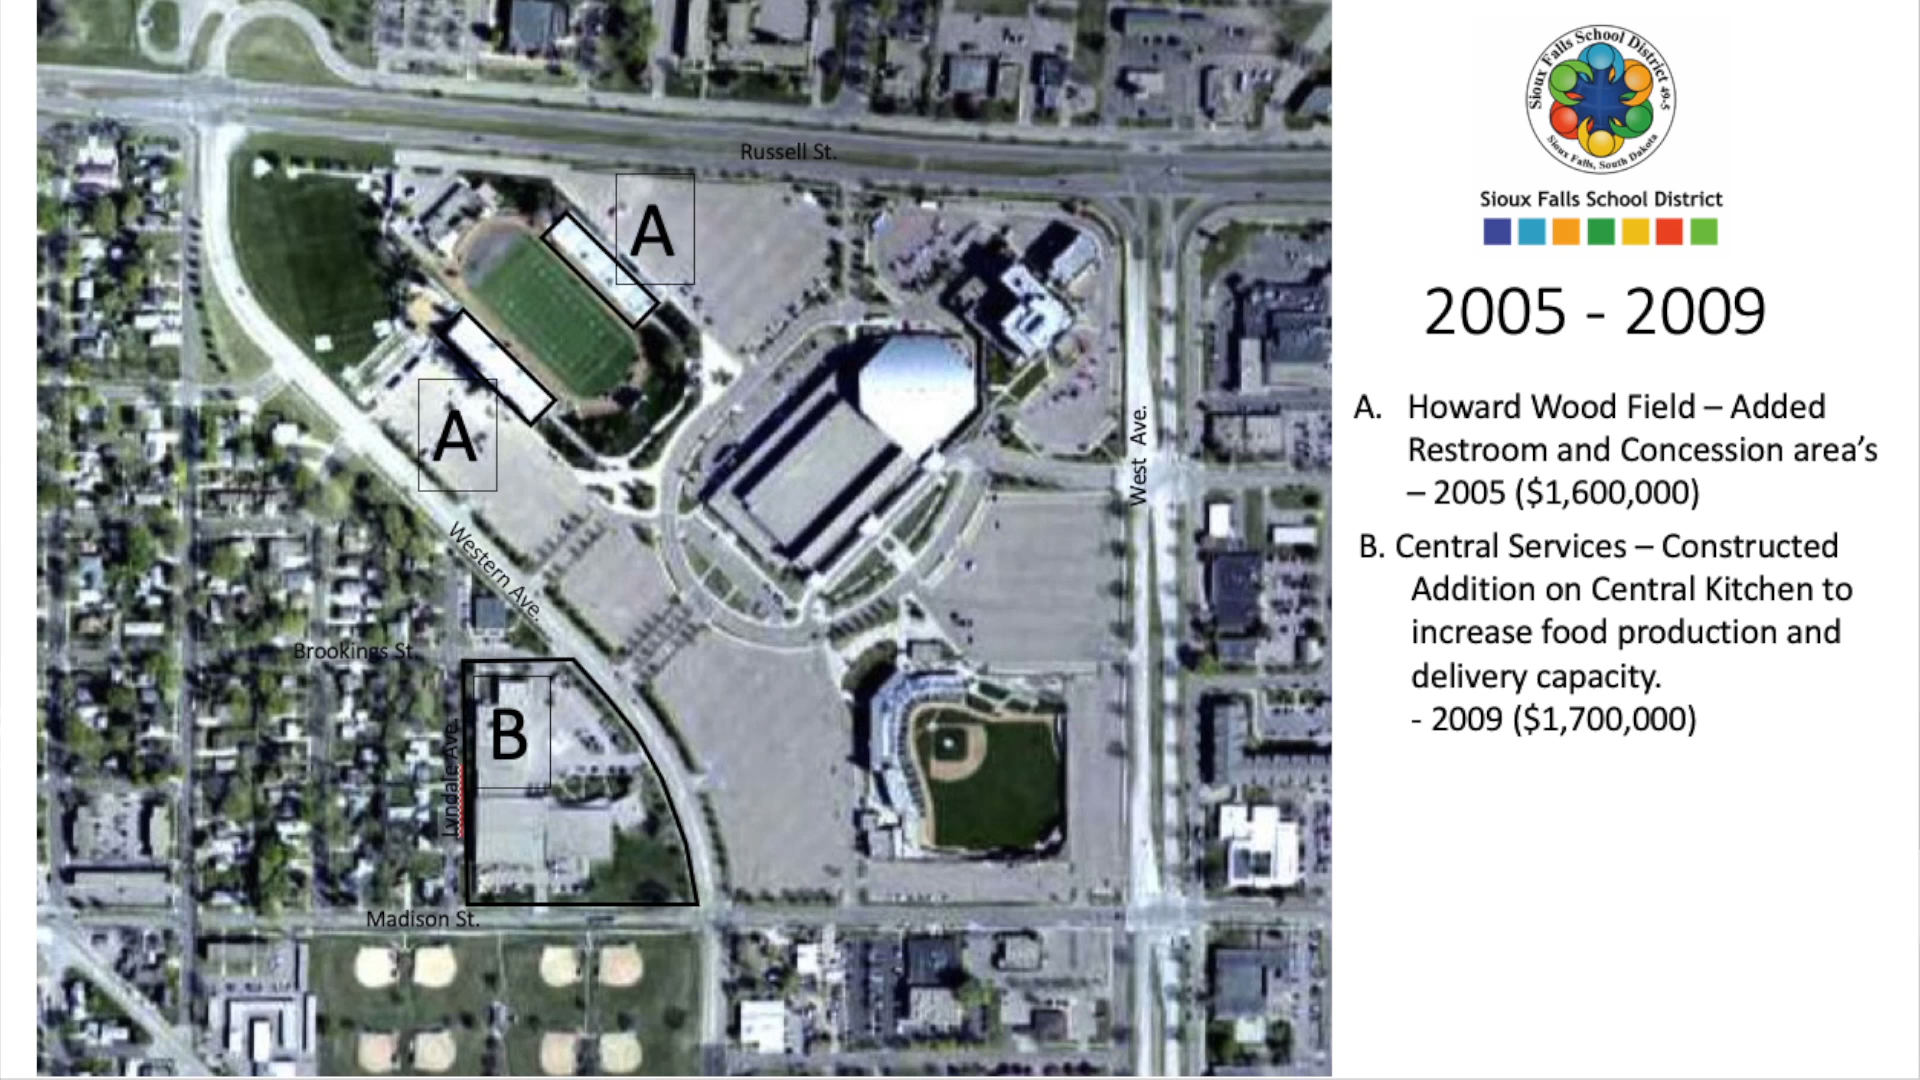 Russell St.
A
A
West Ave.
Western Ave.
Brookings St.
Lyndale Ave.
B
Madison St.
Sioux Falls School District 49-5
Sioux Falls, South Dakota
Sioux Falls School District
2005 - 2009
A. Howard Wood Field – Added
Restroom and Concession area’s
– 2005 ($1,600,000)
B. Central Services – Constructed
Addition on Central Kitchen to
increase food production and
delivery capacity.
- 2009 ($1,700,000)